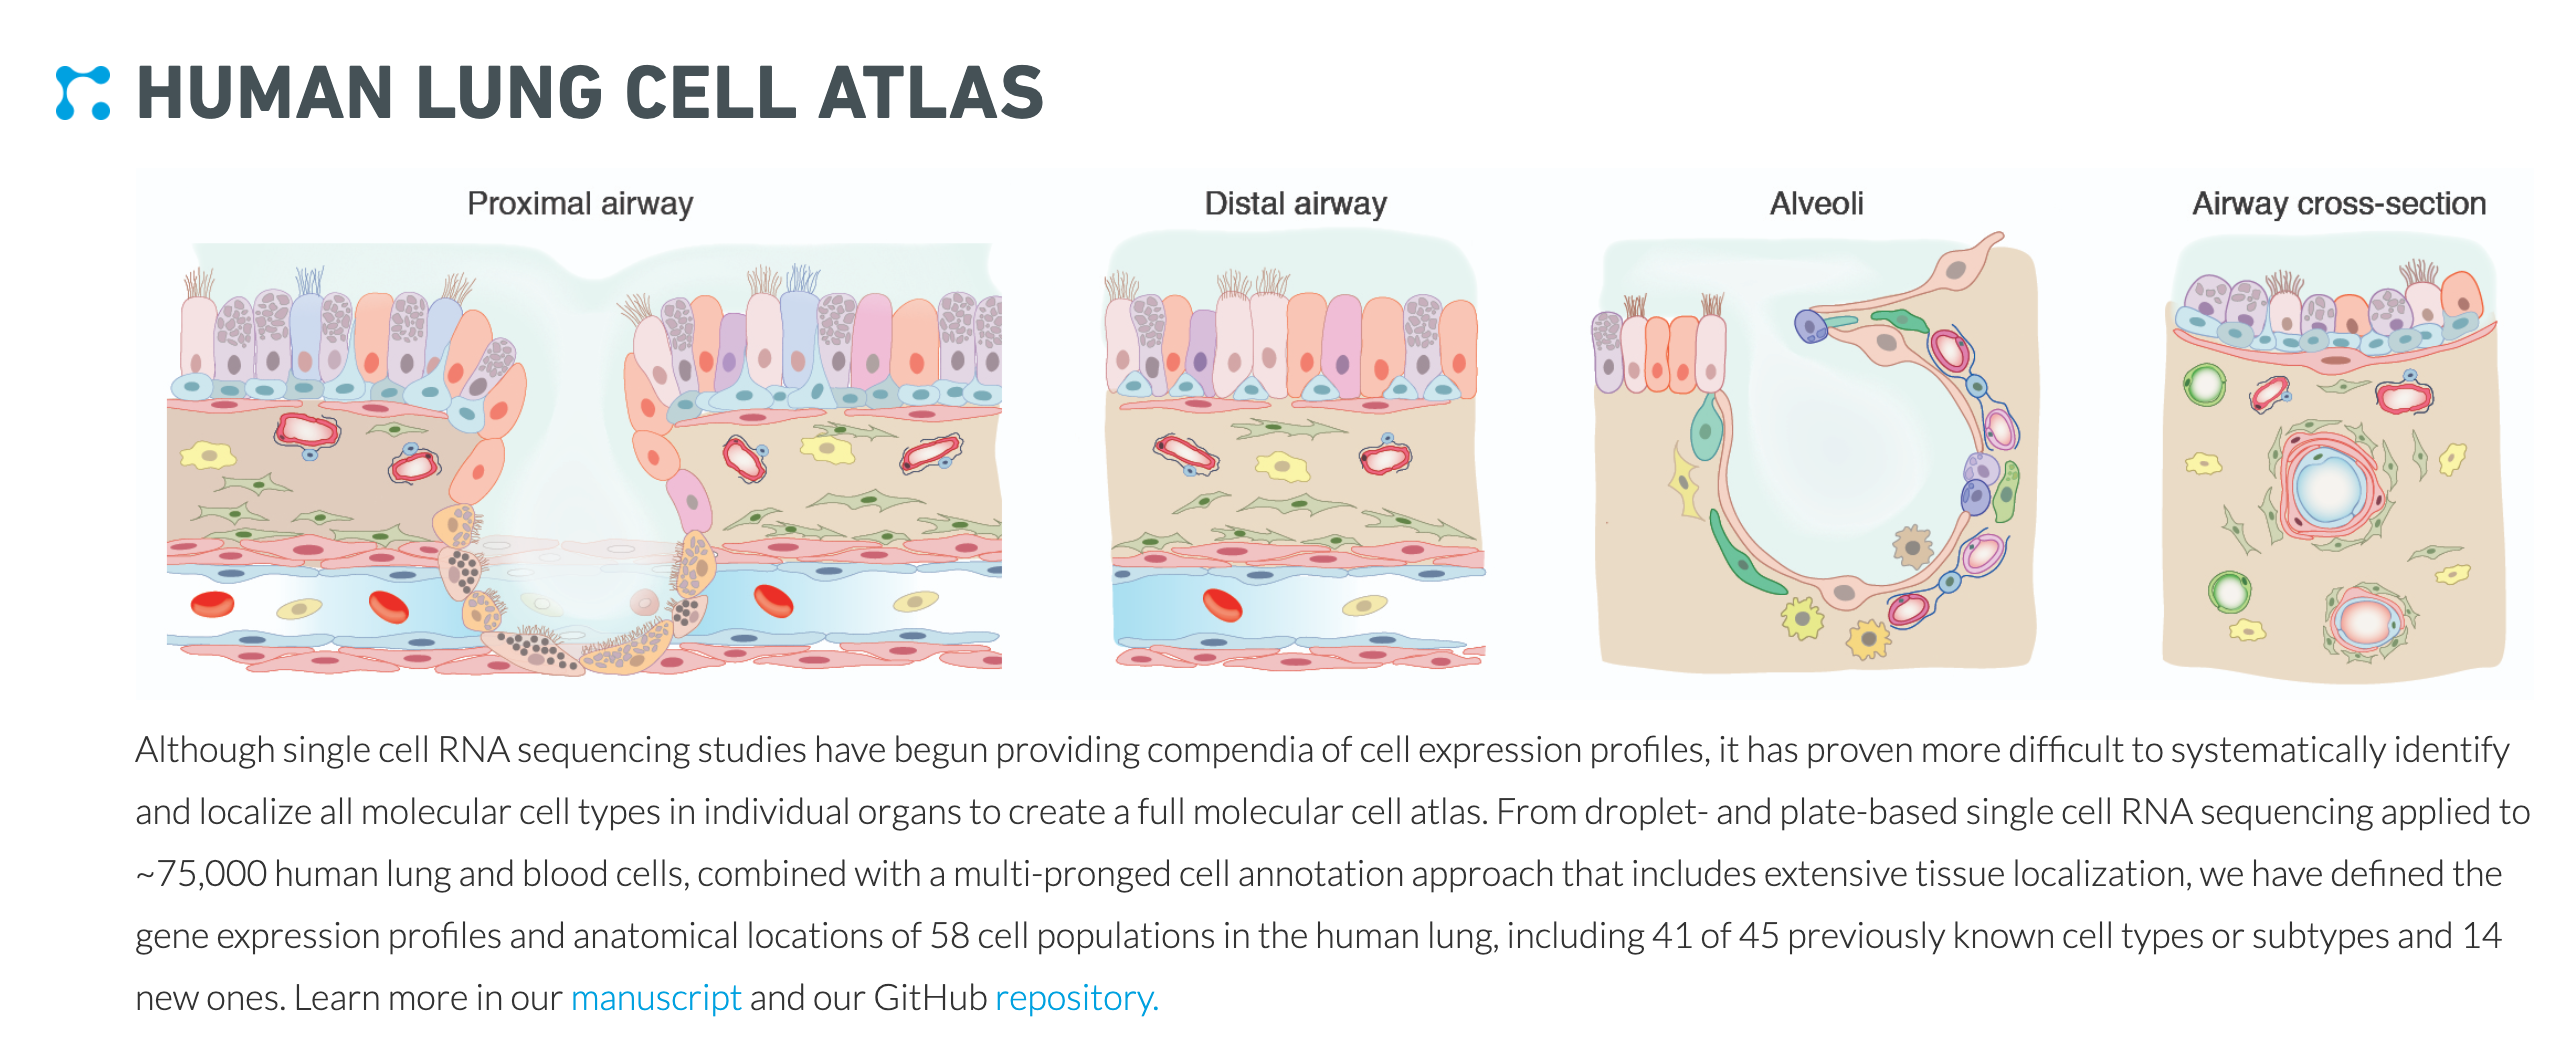 HUMAN LUNG CELL ATLAS
Proximal airway
Distal airway
Alveoli
Airway cross-section
Although single cell RNA sequencing studies have begun providing compendia of cell expression profiles, it has proven more difficult to systematically identify
and localize all molecular cell types in individual organs to create a full molecular cell atlas. From droplet- and plate-based single cell RNA sequencing applied to
~75,000 human lung and blood cells, combined with a multi-pronged cell annotation approach that includes extensive tissue localization, we have defined the
gene expression profiles and anatomical locations of 58 cell populations in the human lung, including 41 of 45 previously known cell types or subtypes and 14
new ones. Learn more in our manuscript and our GitHub repository.